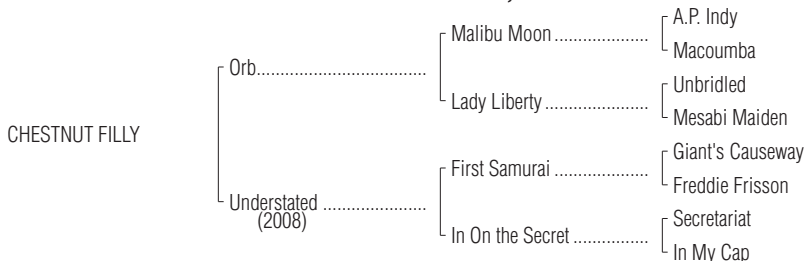 A.P. Indy
Malibu Moon ....................
Macoumba
Orb....................................
Unbridled
Lady Liberty ......................
Mesabi Maiden
CHESTNUT FILLY
Giant's Causeway
First Samurai ....................
Freddie Frisson
Understated ......................
(2008)
Secretariat
In On the Secret ................
In My Cap